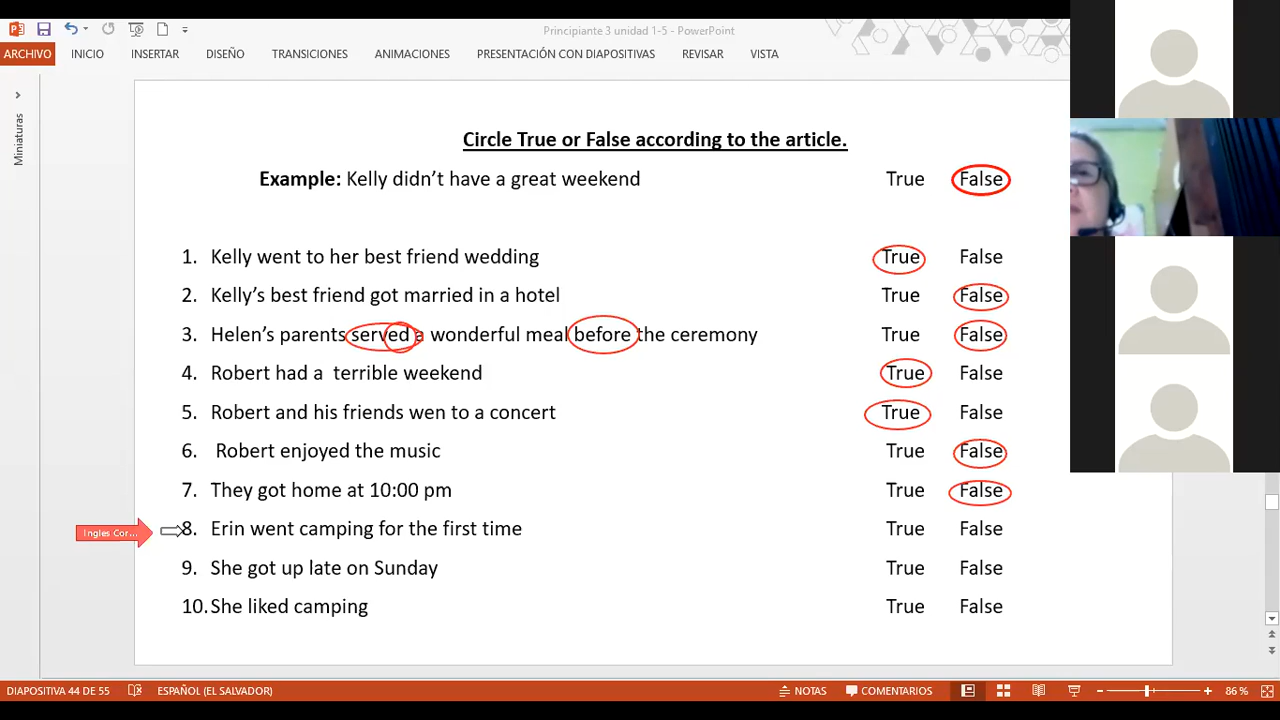 Principiante 3 unidad 1-5 - PowerPoint
ARCHIVO INICIO INSERTAR DISEÑO TRANSICIONES ANIMACIONES PRESENTACIÓN CON DIAPOSITIVAS REVISAR VISTA
Miniaturas
Circle True or False according to the article.
Example: Kelly didn’t have a great weekend True False
1. Kelly went to her best friend wedding True False
2. Kelly’s best friend got married in a hotel True False
3. Helen’s parents served a wonderful meal before the ceremony True False
4. Robert had a terrible weekend True False
5. Robert and his friends wen to a concert True False
6. Robert enjoyed the music True False
7. They got home at 10:00 pm True False
Ingles Cor...
8. Erin went camping for the first time True False
9. She got up late on Sunday True False
10. She liked camping True False
DIAPOSITIVA 44 DE 55 ESPAÑOL (EL SALVADOR) NOTAS COMENTARIOS 86 %